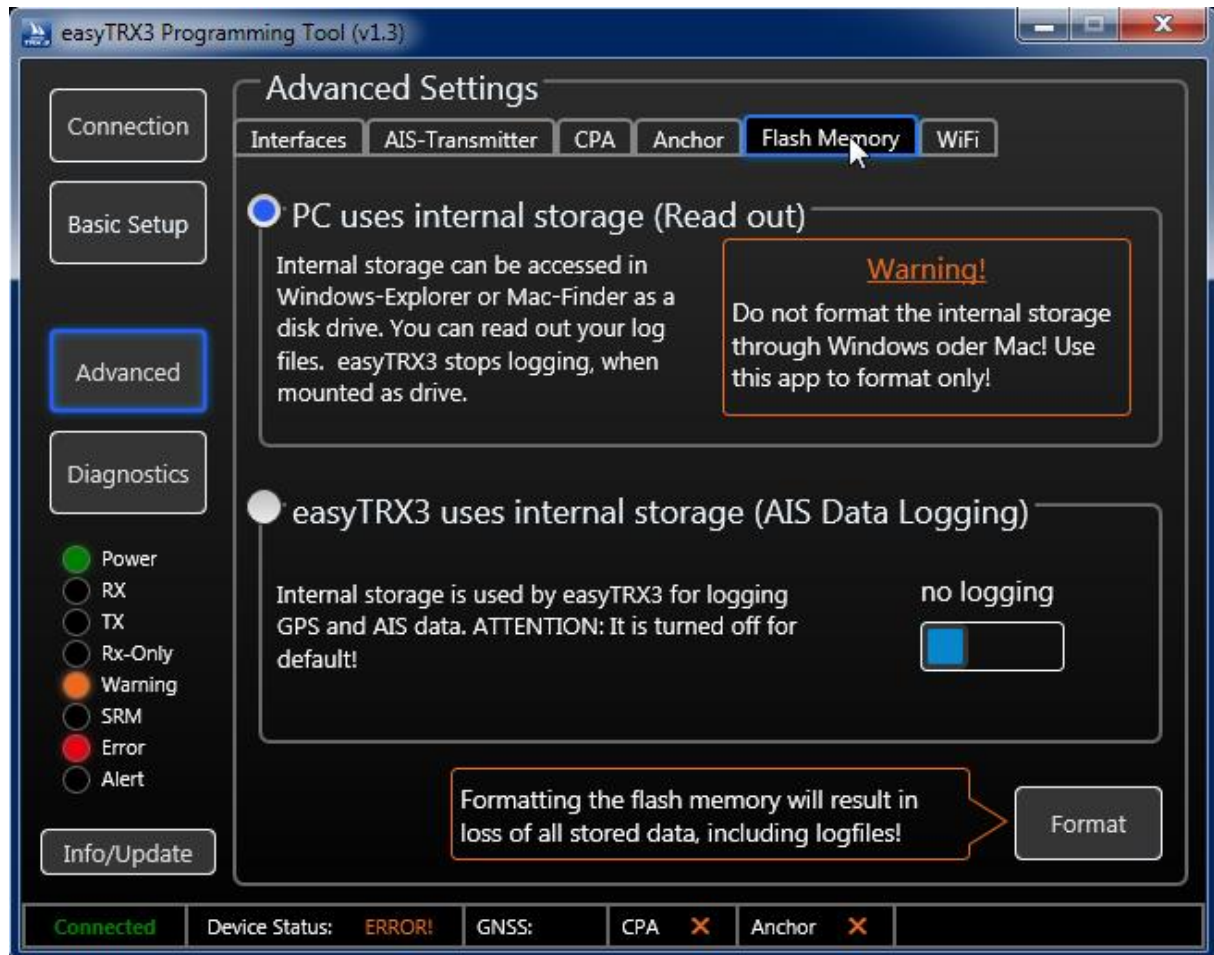 easyTRX3 Programming Tool (v1.3)
Connection
Basic Setup
Advanced
Diagnostics
Power
RX
TX
Rx-Only
Warning
SRM
Error
Alert
Info/Update
Advanced Settings
Interfaces AIS-Transmitter CPA Anchor Flash Memory WiFi
PC uses internal storage (Read out)
Internal storage can be accessed in
Windows-Explorer or Mac-Finder as a
disk drive. You can read out your log
files. easyTRX3 stops logging, when
mounted as drive.
Warning!
Do not format the internal storage
through Windows oder Mac! Use
this app to format only!
easyTRX3 uses internal storage (AIS Data Logging)
Internal storage is used by easyTRX3 for logging
GPS and AIS data. ATTENTION: It is turned off for
default!
no logging
Formatting the flash memory will result in
loss of all stored data, including logfiles!
Format
Connected Device Status: ERROR! GNSS: CPA Anchor